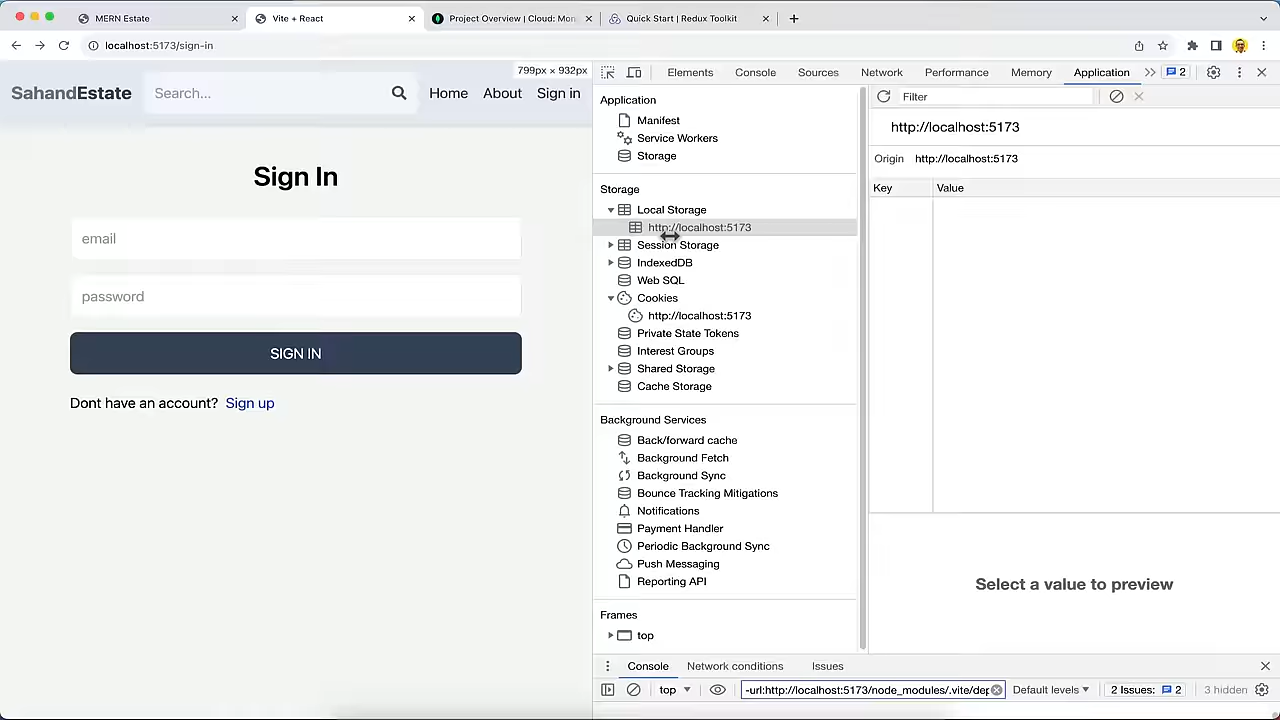 MERN Estate
Vite + React
Project Overview | Cloud: Mon
Quick Start | Redux Toolkit
localhost:5173/sign-in
799px × 932px
SahandEstate
Search...
Home
About
Sign in
Sign In
email
password
SIGN IN
Dont have an account? Sign up
Elements
Console
Sources
Network
Performance
Memory
Application
2
Application
Manifest
Service Workers
Storage
Storage
Local Storage
http://localhost:5173
Session Storage
IndexedDB
Web SQL
Cookies
http://localhost:5173
Private State Tokens
Interest Groups
Shared Storage
Cache Storage
Background Services
Back/forward cache
Background Fetch
Background Sync
Bounce Tracking Mitigations
Notifications
Payment Handler
Periodic Background Sync
Push Messaging
Reporting API
Frames
top
Filter
http://localhost:5173
Origin http://localhost:5173
Key Value
Select a value to preview
Console
Network conditions
Issues
top
-url:http://localhost:5173/node_modules/.vite/dep
Default levels
2 Issues: 2
3 hidden